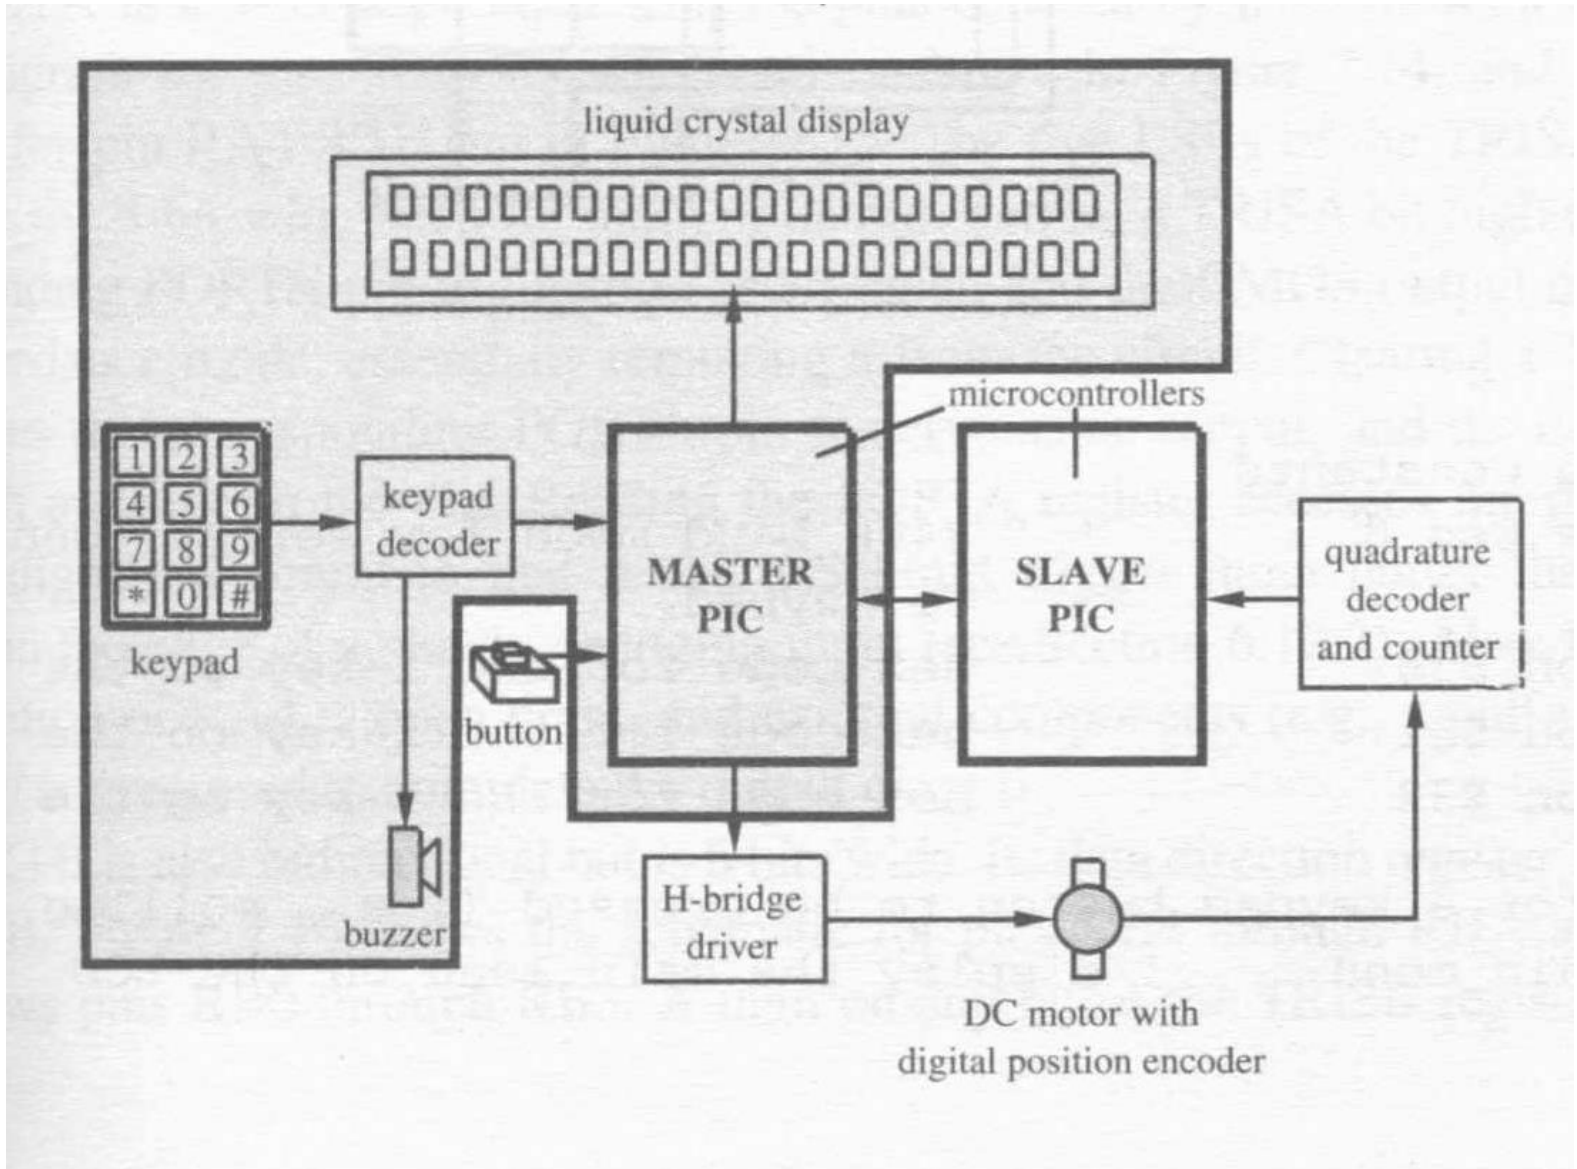 liquid crystal display
microcontrollers
1 2 3
4 5 6
7 8 9
* 0 #
keypad
keypad
decoder
MASTER
PIC
SLAVE
PIC
quadrature
decoder
and counter
button
buzzer
H-bridge
driver
DC motor with
digital position encoder